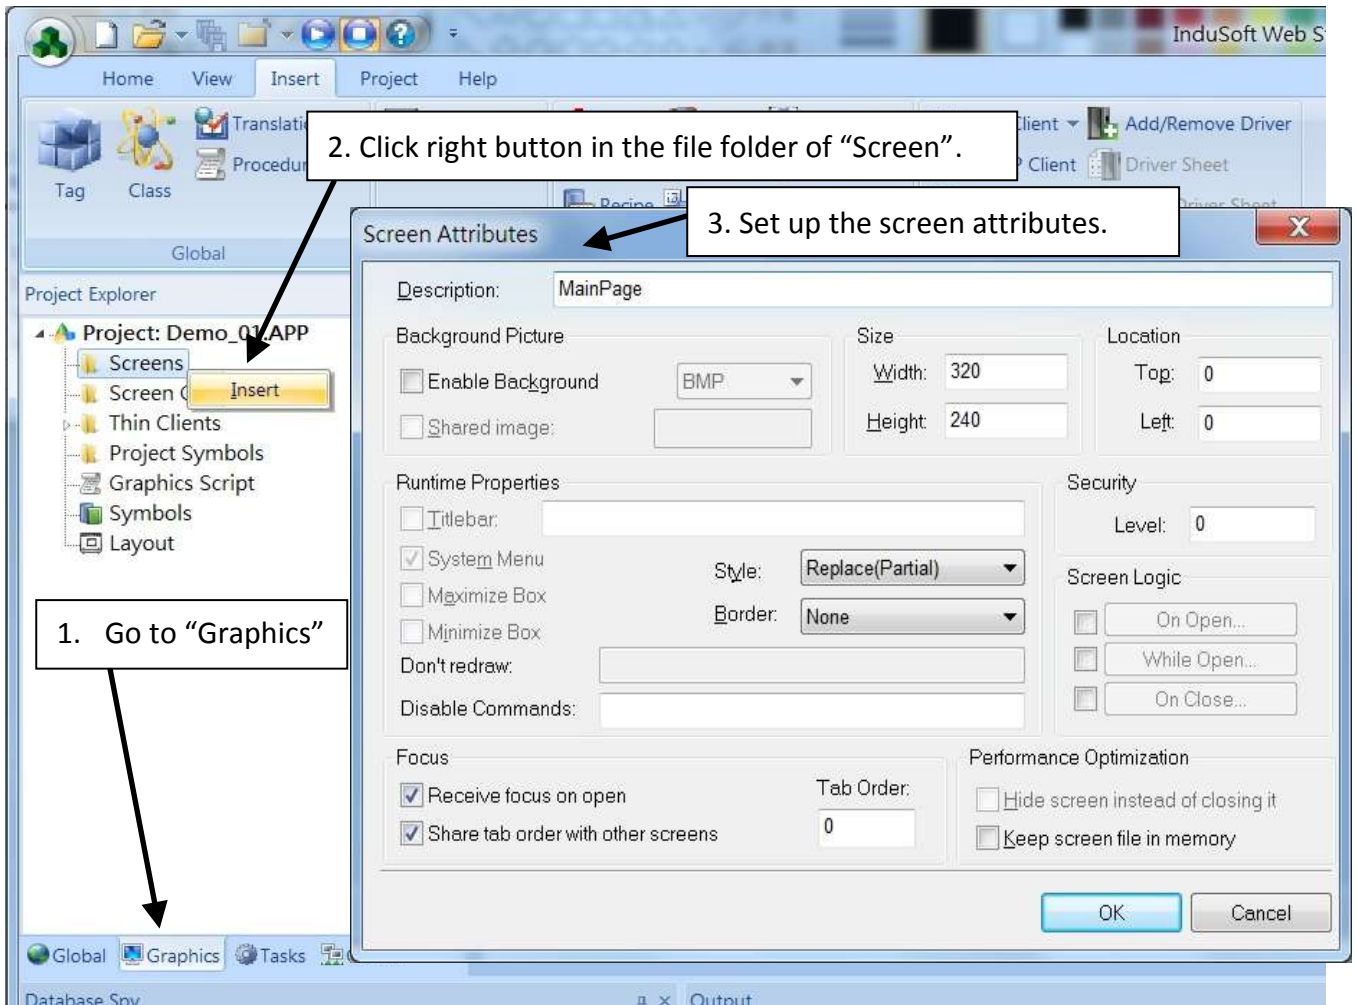 InduSoft Web S
Home View Insert Project Help
2. Click right button in the file folder of “Screen”.
Add/Remove Driver
Client
Driver Sheet
Tag Class
3. Set up the screen attributes.
Global
Screen Attributes
Project Explorer
Description: MainPage
Project: Demo_01.APP
Screens
Insert
Screen
Thin Clients
Project Symbols
Graphics Script
Symbols
Layout
Background Picture
Enable Background BMP
Shared image:
Size
Width: 320
Height: 240
Location
Top: 0
Left: 0
Runtime Properties
Titlebar:
System Menu
Maximize Box
Minimize Box
Style: Replace(Partial)
Border: None
Don't redraw:
Disable Commands:
Security
Level: 0
Screen Logic
On Open...
While Open...
On Close...
1. Go to “Graphics”
Focus
Receive focus on open
Share tab order with other screens
Tab Order:
0
Performance Optimization
Hide screen instead of closing it
Keep screen file in memory
OK Cancel
Global Graphics Tasks
Database Spy Output